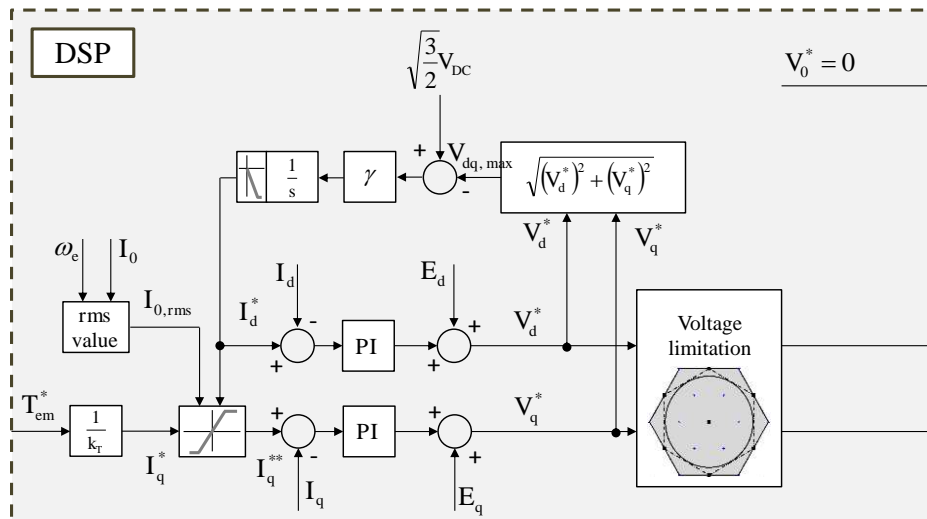 DSP
√(3/2) V_DC
V_0^* = 0
+
V_dq, max
-
1/s
γ
√((V_d^*)^2 + (V_q^*)^2)
V_d^*
V_q^*
ω_e
I_0
I_d
E_d
rms
value
I_0,rms
I_d^*
-
+
PI
+
+
V_d^*
Voltage
limitation
T_em^*
1/k_T
I_q^*
+
I_q^**
-
I_q
PI
+
+
E_q
V_q^*